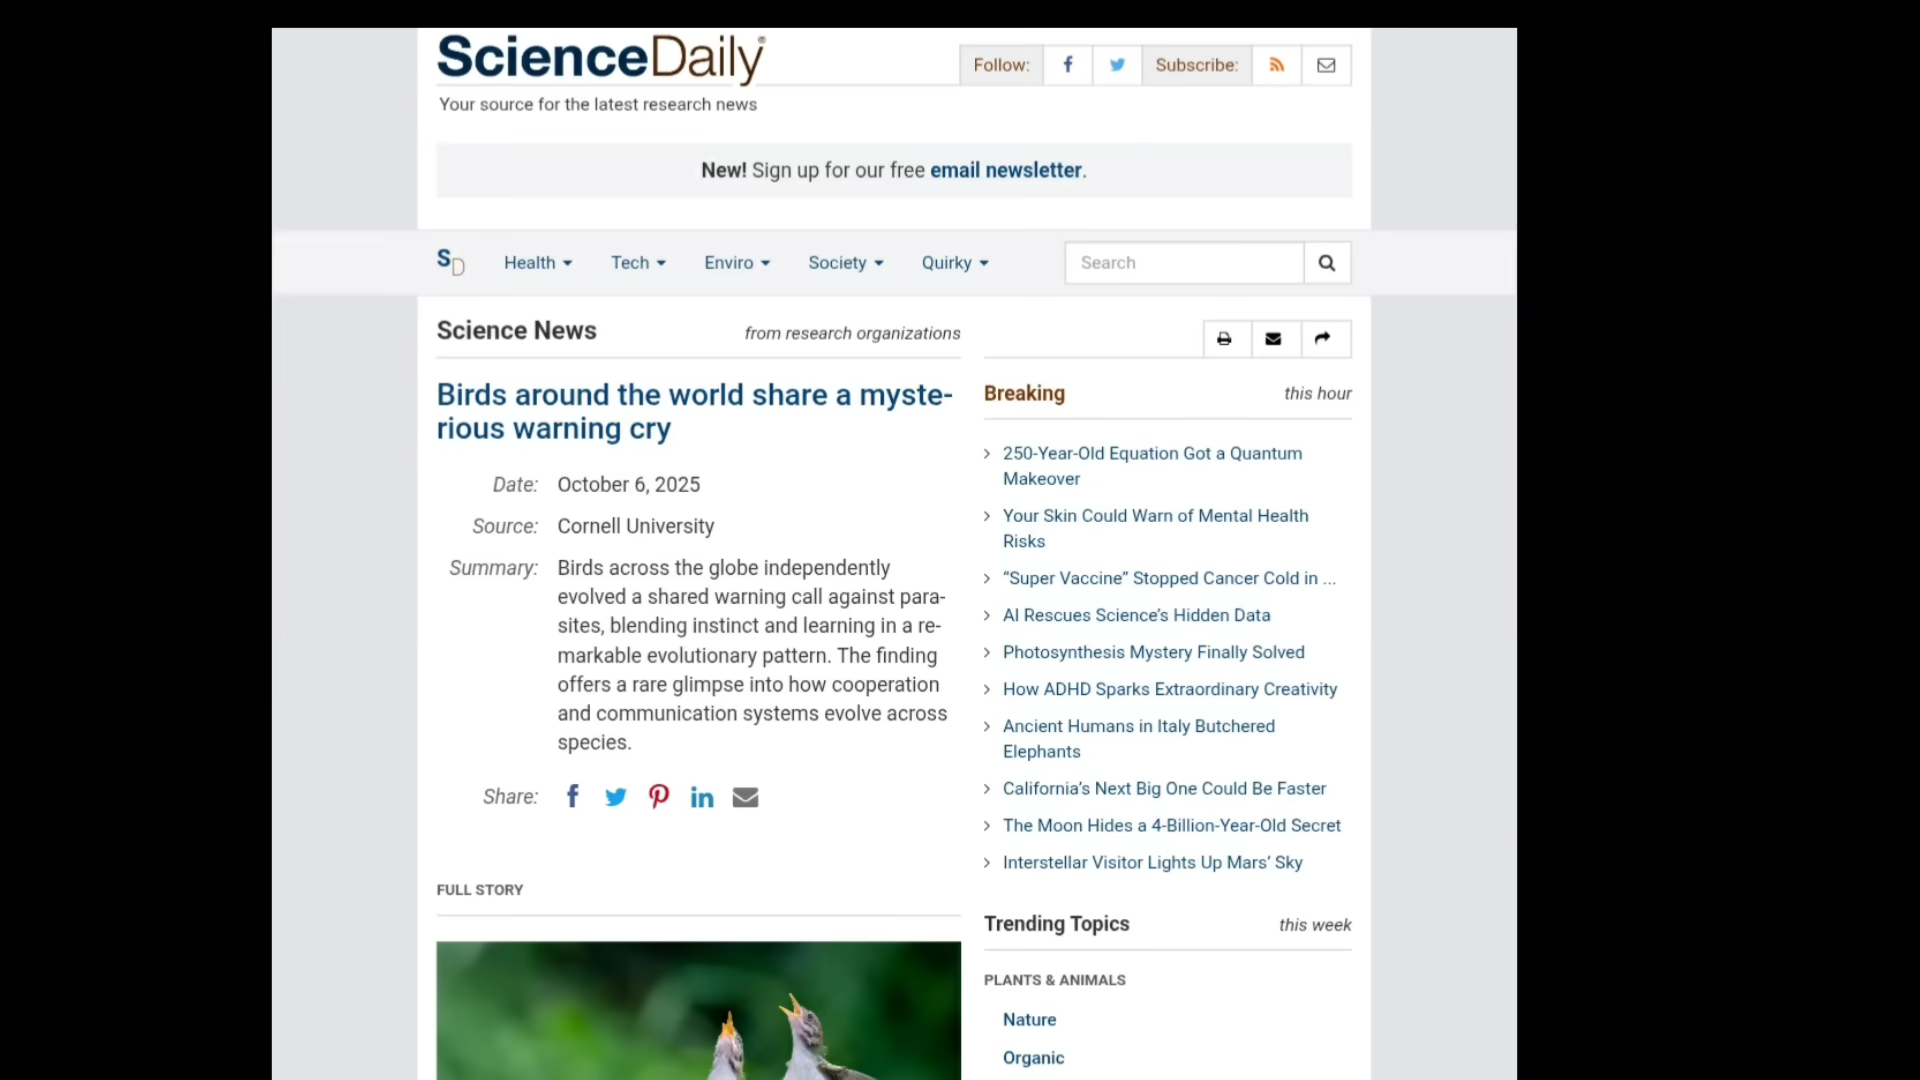 ScienceDaily®
Your source for the latest research news
Follow:
Subscribe:
New! Sign up for our free email newsletter.
SD
Health
Tech
Enviro
Society
Quirky
Search
Science News
from research organizations
Birds around the world share a myste-
rious warning cry
Date: October 6, 2025
Source: Cornell University
Summary: Birds across the globe independently
evolved a shared warning call against para-
sites, blending instinct and learning in a re-
markable evolutionary pattern. The finding
offers a rare glimpse into how cooperation
and communication systems evolve across
species.
Share:
FULL STORY
Breaking
this hour
250-Year-Old Equation Got a Quantum
Makeover
Your Skin Could Warn of Mental Health
Risks
“Super Vaccine” Stopped Cancer Cold in ...
AI Rescues Science’s Hidden Data
Photosynthesis Mystery Finally Solved
How ADHD Sparks Extraordinary Creativity
Ancient Humans in Italy Butchered
Elephants
California’s Next Big One Could Be Faster
The Moon Hides a 4-Billion-Year-Old Secret
Interstellar Visitor Lights Up Mars’ Sky
Trending Topics
this week
PLANTS & ANIMALS
Nature
Organic